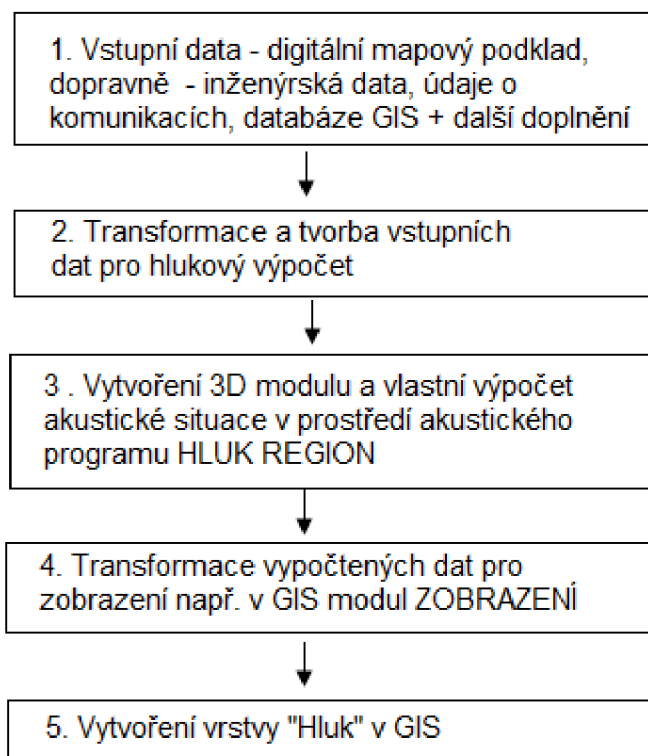 1. Vstupní data - digitální mapový podklad,
dopravně - inženýrská data, údaje o
komunikacích, databáze GIS + další doplnění
2. Transformace a tvorba vstupních
dat pro hlukový výpočet
3 . Vytvoření 3D modulu a vlastní výpočet
akustické situace v prostředí akustického
programu HLUK REGION
4. Transformace vypočtených dat pro
zobrazení např. v GIS modul ZOBRAZENÍ
5. Vytvoření vrstvy "Hluk" v GIS